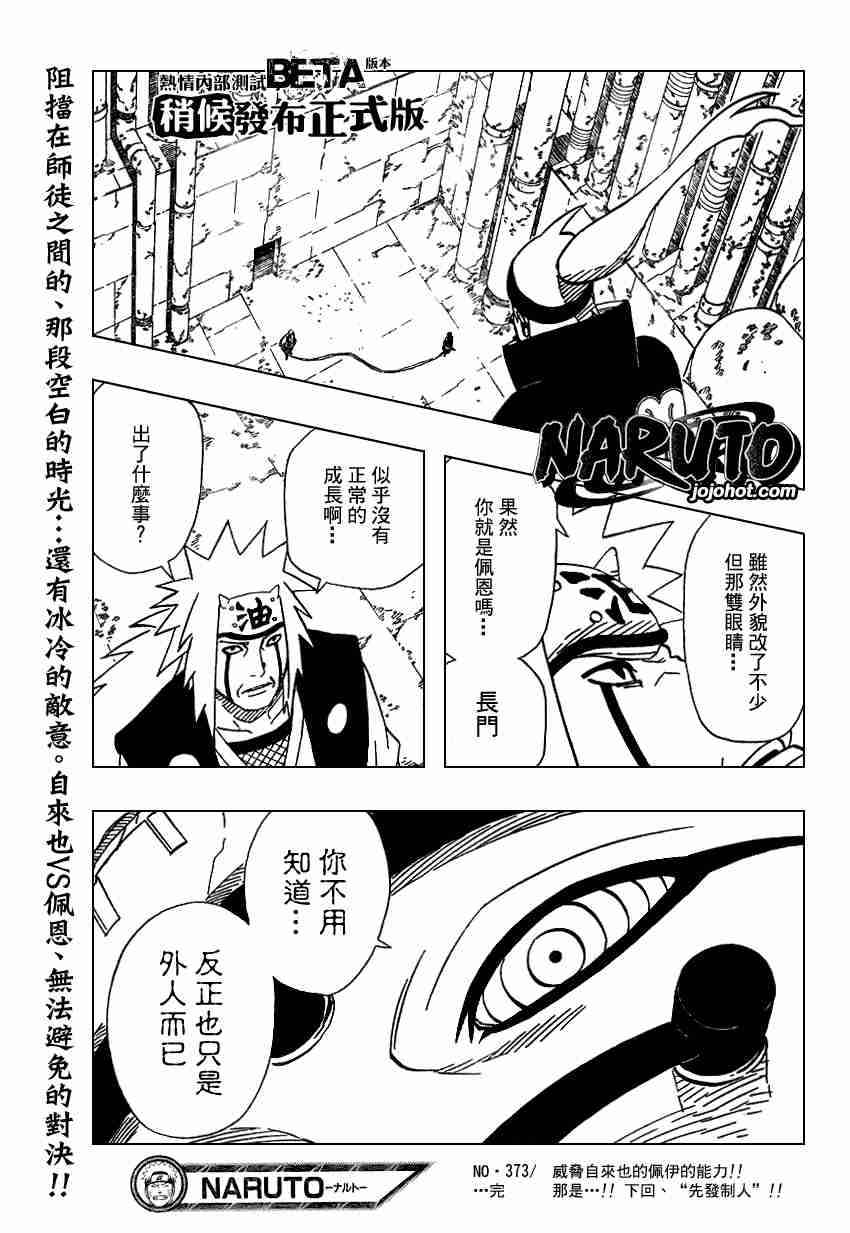 熱情內部測試BETA版本
稍候發布正式版
NARUTO
jojohot.com
雖然外貌改了不少
但那雙眼睛…
果然
你就是佩恩嗎…
長門
似乎沒有
正常的
成長啊…
出了什麼事?
油
你不用
知道…
反正也只是
外人而已
阻擋在師徒之間的、那段空白的時光…還有冰冷的敵意。自來也VS佩恩、無法避免的對決!!
NARUTO—ナルト—
NO・373/
…完
威脅自來也的佩伊的能力!!
那是…!! 下回、“先發制人”!!